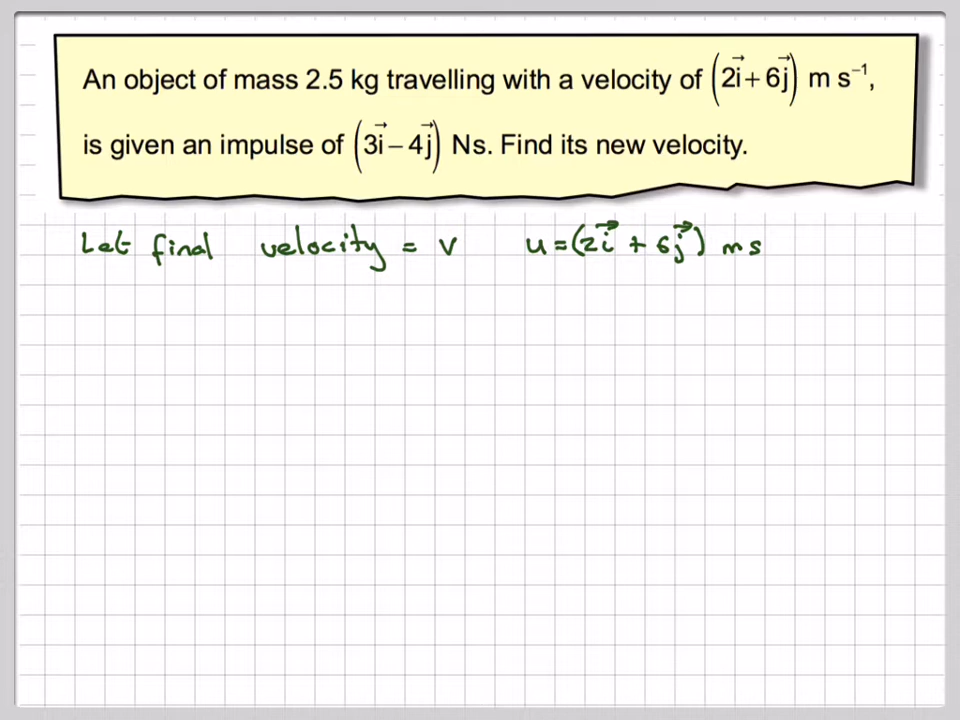 An object of mass 2.5 kg travelling with a velocity of (2i⃗ + 6j⃗) m s⁻¹,
is given an impulse of (3i⃗ – 4j⃗) Ns. Find its new velocity.
Let final velocity = v u = (2i⃗ + 6j⃗) ms